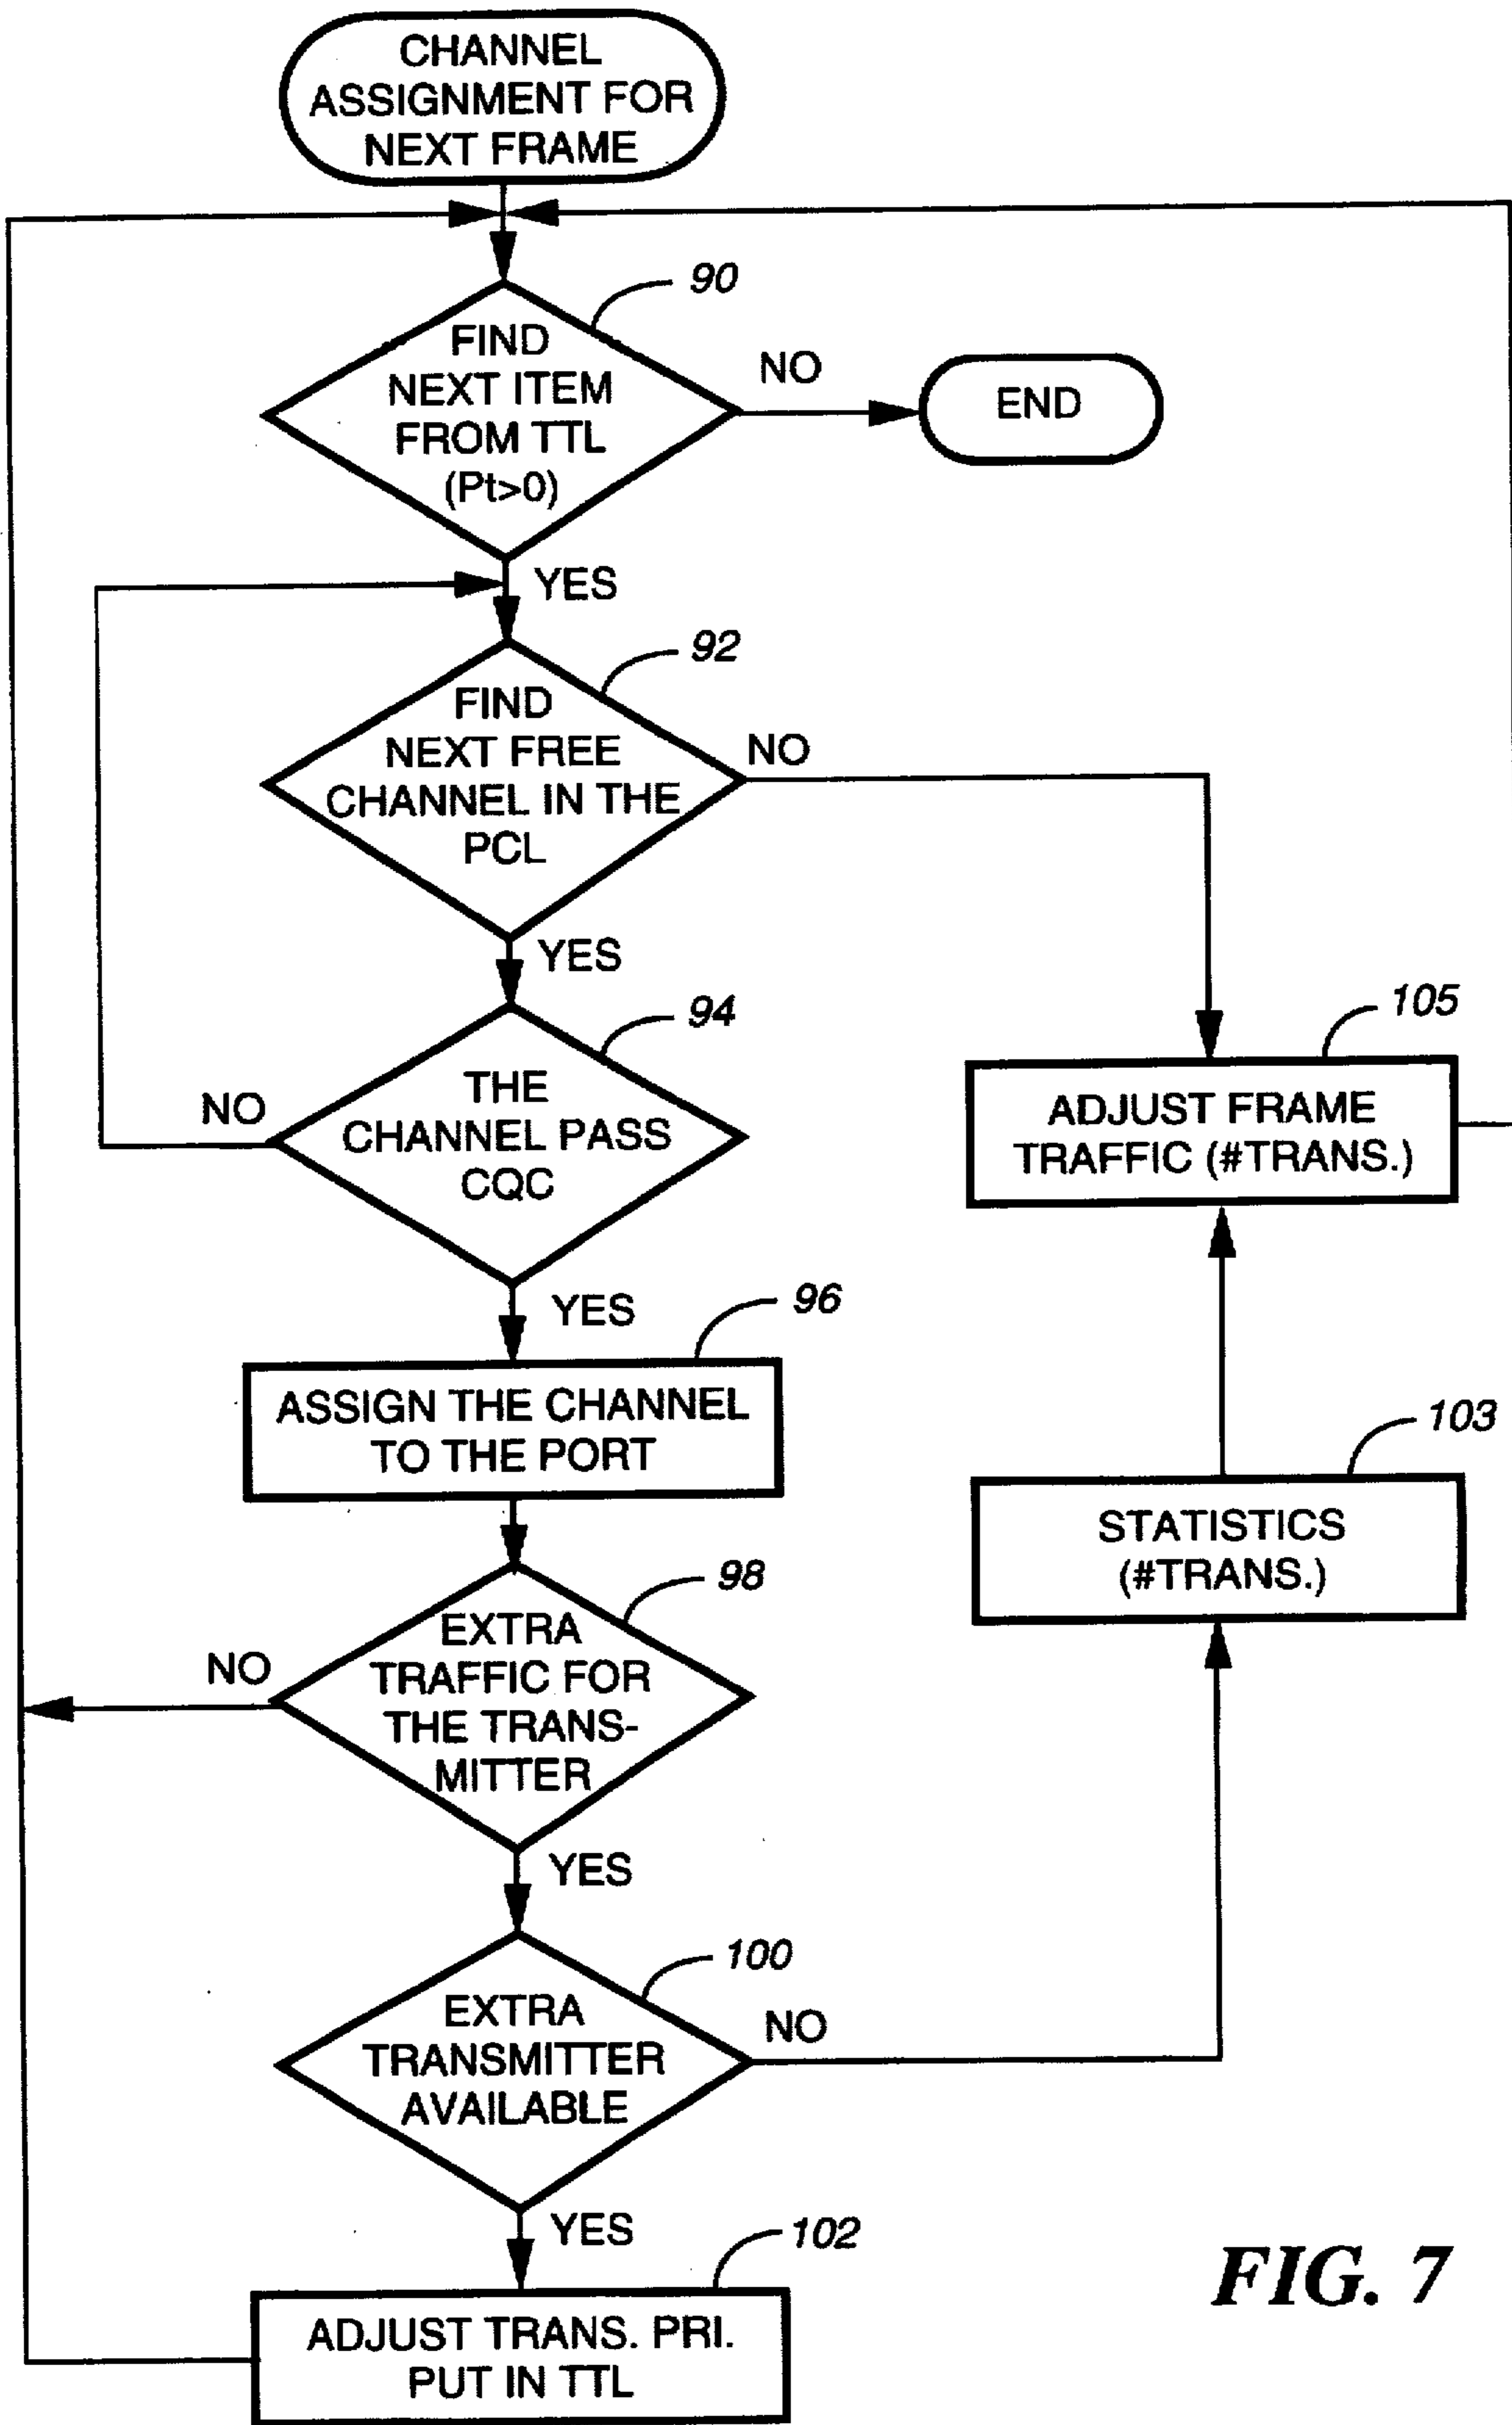 CHANNEL
ASSIGNMENT FOR
NEXT FRAME
90
FIND
NEXT ITEM
FROM TTL
(Pt>0)
NO
END
YES
92
FIND
NEXT FREE
CHANNEL IN THE
PCL
NO
YES
94
THE
CHANNEL PASS
CQC
NO
105
ADJUST FRAME
TRAFFIC (#TRANS.)
YES
96
ASSIGN THE CHANNEL
TO THE PORT
103
STATISTICS
(#TRANS.)
98
EXTRA
TRAFFIC FOR
THE TRANS-
MITTER
NO
YES
100
EXTRA
TRANSMITTER
AVAILABLE
NO
YES
102
ADJUST TRANS. PRI.
PUT IN TTL
FIG. 7